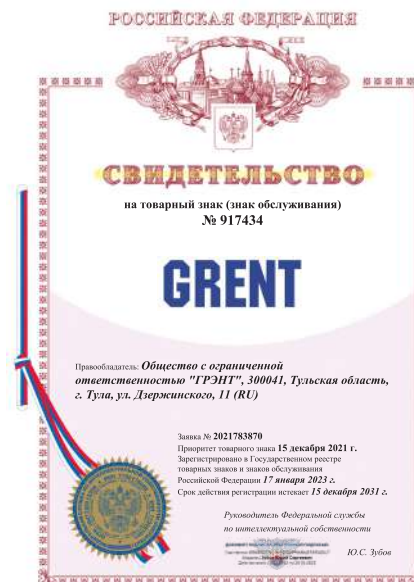 РОССИЙСКАЯ ФЕДЕРАЦИЯ
СВИДЕТЕЛЬСТВО
на товарный знак (знак обслуживания)
№ 917434
GRENT
Правообладатель: Общество с ограниченной
ответственностью "ГРЭНТ", 300041, Тульская область,
г. Тула, ул. Дзержинского, 11 (RU)
Заявка № 2021783870
Приоритет товарного знака 15 декабря 2021 г.
Зарегистрировано в Государственном реестре
товарных знаков и знаков обслуживания
Российской Федерации 17 января 2023 г.
Срок действия регистрации истекает 15 декабря 2031 г.
Руководитель Федеральной службы
по интеллектуальной собственности
Ю.С. Зубов